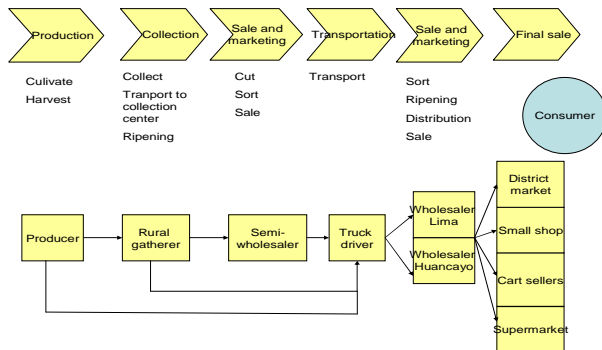 Production
Collection
Sale and
marketing
Transportation
Sale and
marketing
Final sale
Culivate
Harvest
Collect
Tranport to
collection
center
Ripening
Cut
Sort
Sale
Transport
Sort
Ripening
Distribution
Sale
Consumer
Producer
Rural
gatherer
Semi-
wholesaler
Truck
driver
Wholesaler
Lima
Wholesaler
Huancayo
District
market
Small shop
Cart sellers
Supermarket